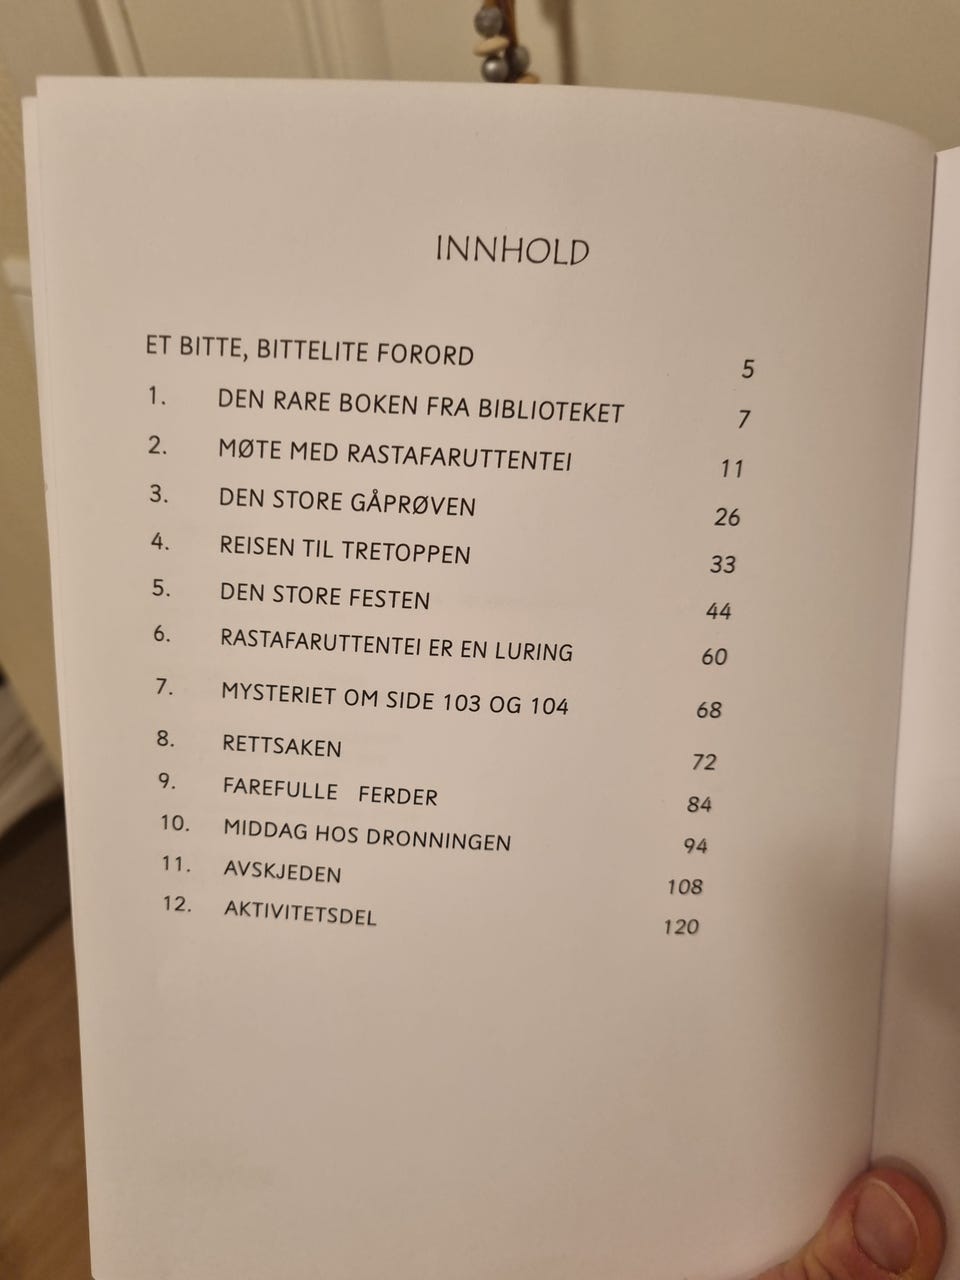 INNHOLD
ET BITTE, BITTELITE FORORD 5
1. DEN RARE BOKEN FRA BIBLIOTEKET 7
2. MØTE MED RASTAFARUTTENTEI 11
3. DEN STORE GÅPRØVEN 26
4. REISEN TIL TRETOPPEN 33
5. DEN STORE FESTEN 44
6. RASTAFARUTTENTEI ER EN LURING 60
7. MYSTERIET OM SIDE 103 OG 104 68
8. RETTSAKEN 72
9. FAREFULLE FERDER 84
10. MIDDAG HOS DRONNINGEN 94
11. AVSKJEDEN 108
12. AKTIVITETSDEL 120